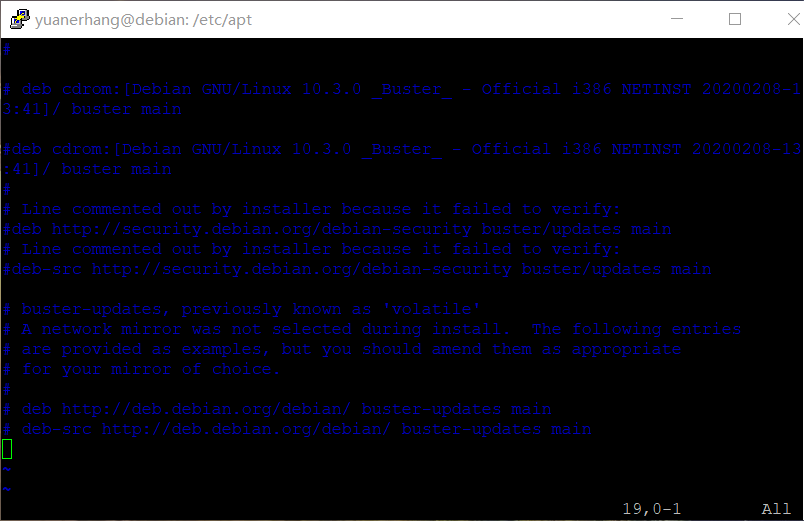 yuanerhang@debian: /etc/apt
#
# deb cdrom:[Debian GNU/Linux 10.3.0 _Buster_ - Official i386 NETINST 20200208-1
3:41]/ buster main
#deb cdrom:[Debian GNU/Linux 10.3.0 _Buster_ - Official i386 NETINST 20200208-13
:41]/ buster main
#
# Line commented out by installer because it failed to verify:
#deb http://security.debian.org/debian-security buster/updates main
# Line commented out by installer because it failed to verify:
#deb-src http://security.debian.org/debian-security buster/updates main
# buster-updates, previously known as 'volatile'
# A network mirror was not selected during install.  The following entries
# are provided as examples, but you should amend them as appropriate
# for your mirror of choice.
#
# deb http://deb.debian.org/debian/ buster-updates main
# deb-src http://deb.debian.org/debian/ buster-updates main
~
~
19,0-1 All